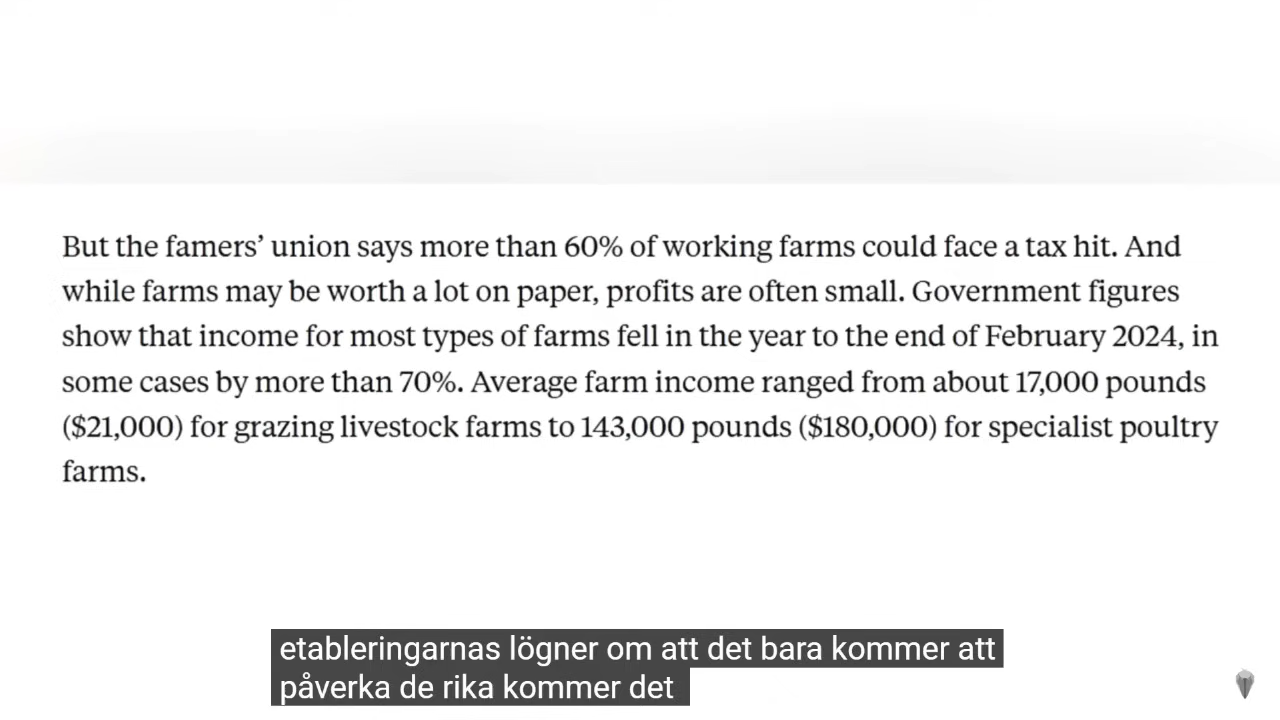 But the famers’ union says more than 60% of working farms could face a tax hit. And
while farms may be worth a lot on paper, profits are often small. Government figures
show that income for most types of farms fell in the year to the end of February 2024, in
some cases by more than 70%. Average farm income ranged from about 17,000 pounds
($21,000) for grazing livestock farms to 143,000 pounds ($180,000) for specialist poultry
farms.
etableringarnas lögner om att det bara kommer att
påverka de rika kommer det